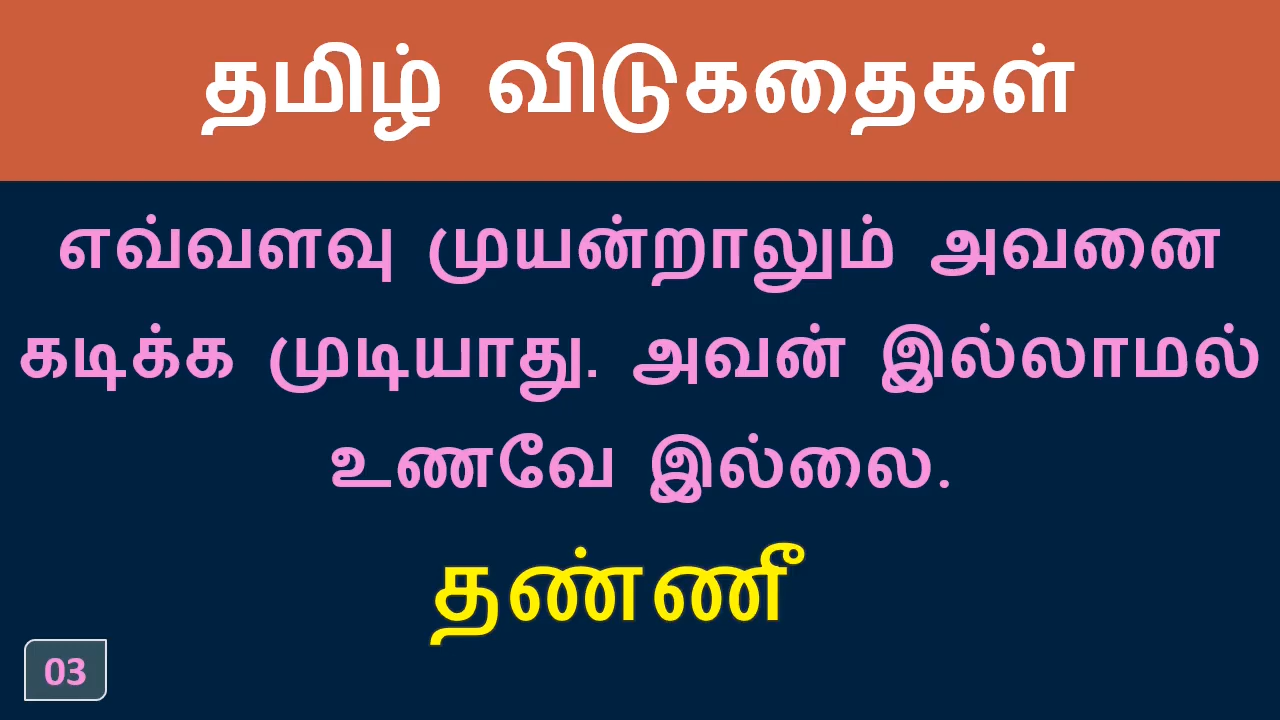 தமிழ் விடுகதைகள்
எவ்வளவு முயன்றாலும் அவனை
கடிக்க முடியாது. அவன் இல்லாமல்
உணவே இல்லை.
தண்ணீ
03